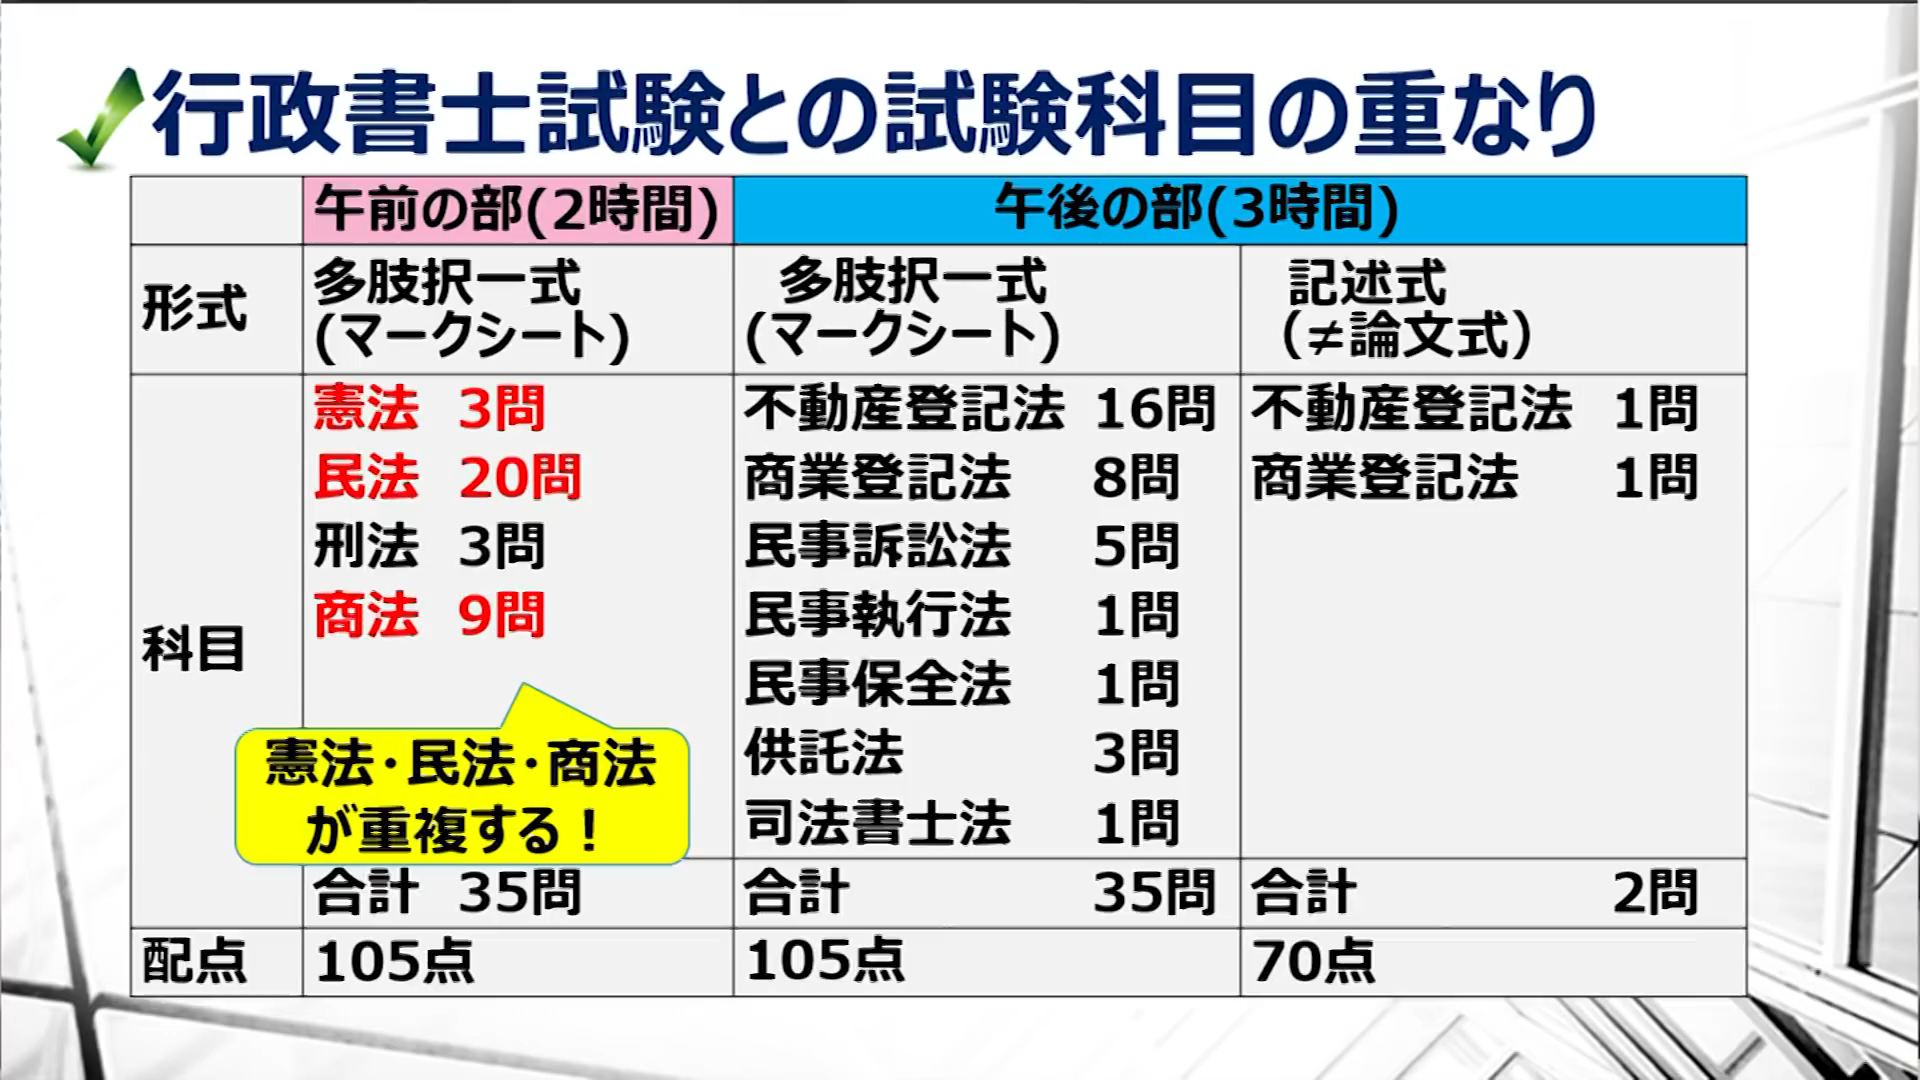 行政書士試験との試験科目の重なり
午前の部(2時間)
午後の部(3時間)
形式
多肢択一式
(マークシート)
多肢択一式
(マークシート)
記述式
(≠論文式)
科目
憲法 3問
民法 20問
刑法 3問
商法 9問
憲法・民法・商法
が重複する!
合計 35問
不動産登記法 16問
商業登記法 8問
民事訴訟法 5問
民事執行法 1問
民事保全法 1問
供託法 3問
司法書士法 1問
合計 35問
不動産登記法 1問
商業登記法 1問
合計 2問
配点
105点
105点
70点